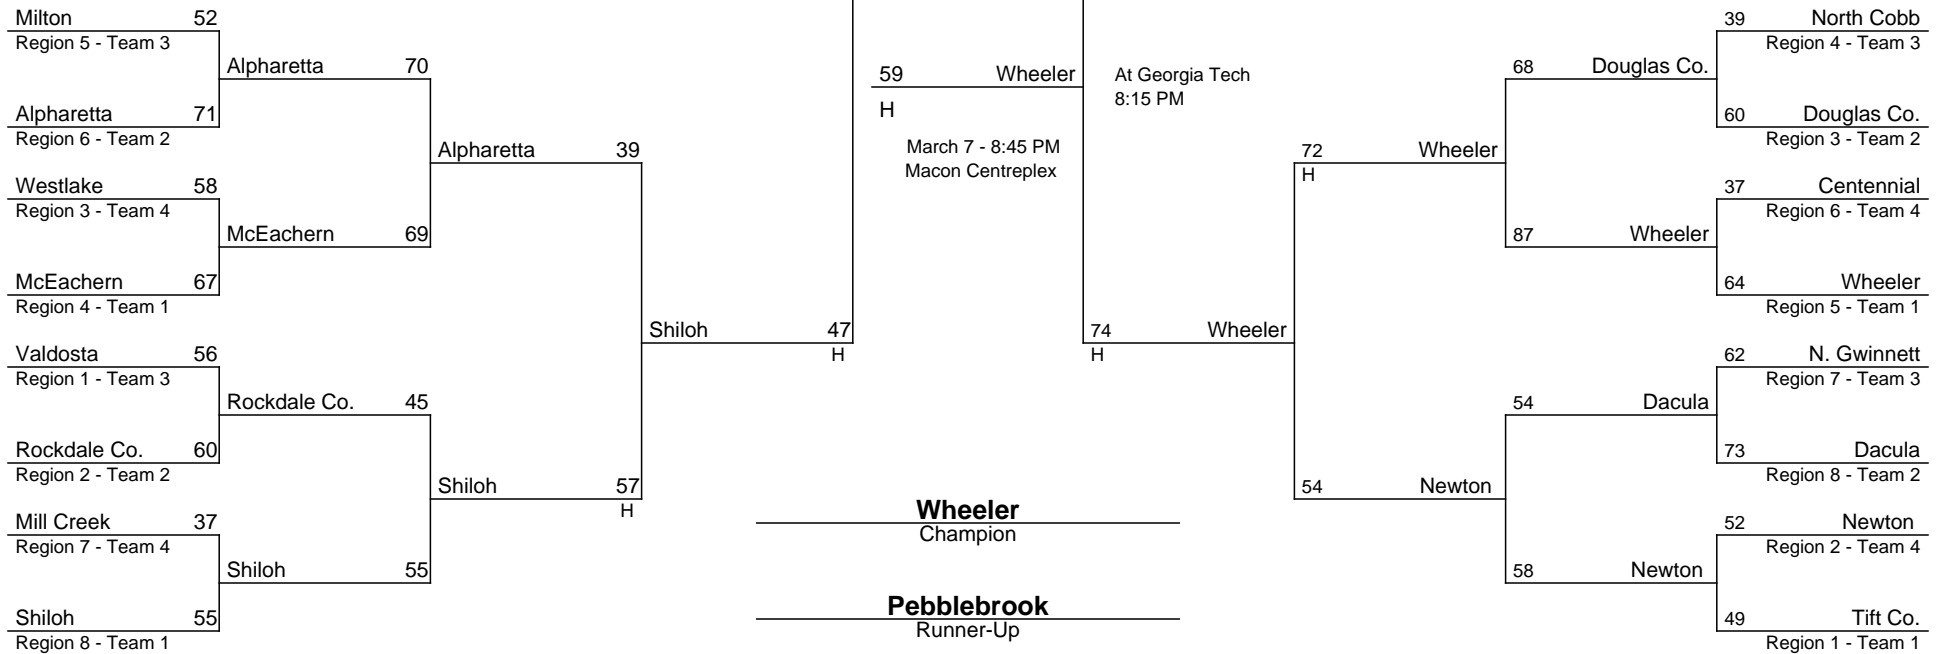 Milton 52
Region 5 - Team 3
Alpharetta 70
Alpharetta 71
Region 6 - Team 2
Alpharetta 39
Westlake 58
Region 3 - Team 4
McEachern 69
McEachern 67
Region 4 - Team 1
Shiloh 47
H
Valdosta 56
Region 1 - Team 3
Rockdale Co. 45
Rockdale Co. 60
Region 2 - Team 2
Shiloh 57
H
Mill Creek 37
Region 7 - Team 4
Shiloh 55
Shiloh 55
Region 8 - Team 1
59 Wheeler
H
March 7 - 8:45 PM
Macon Centreplex
At Georgia Tech
8:15 PM
74 Wheeler
H
Wheeler
Champion
Pebblebrook
Runner-Up
39 North Cobb
Region 4 - Team 3
68 Douglas Co.
60 Douglas Co.
Region 3 - Team 2
72 Wheeler
H
37 Centennial
Region 6 - Team 4
87 Wheeler
64 Wheeler
Region 5 - Team 1
62 N. Gwinnett
Region 7 - Team 3
54 Dacula
73 Dacula
Region 8 - Team 2
54 Newton
52 Newton
Region 2 - Team 4
58 Newton
49 Tift Co.
Region 1 - Team 1